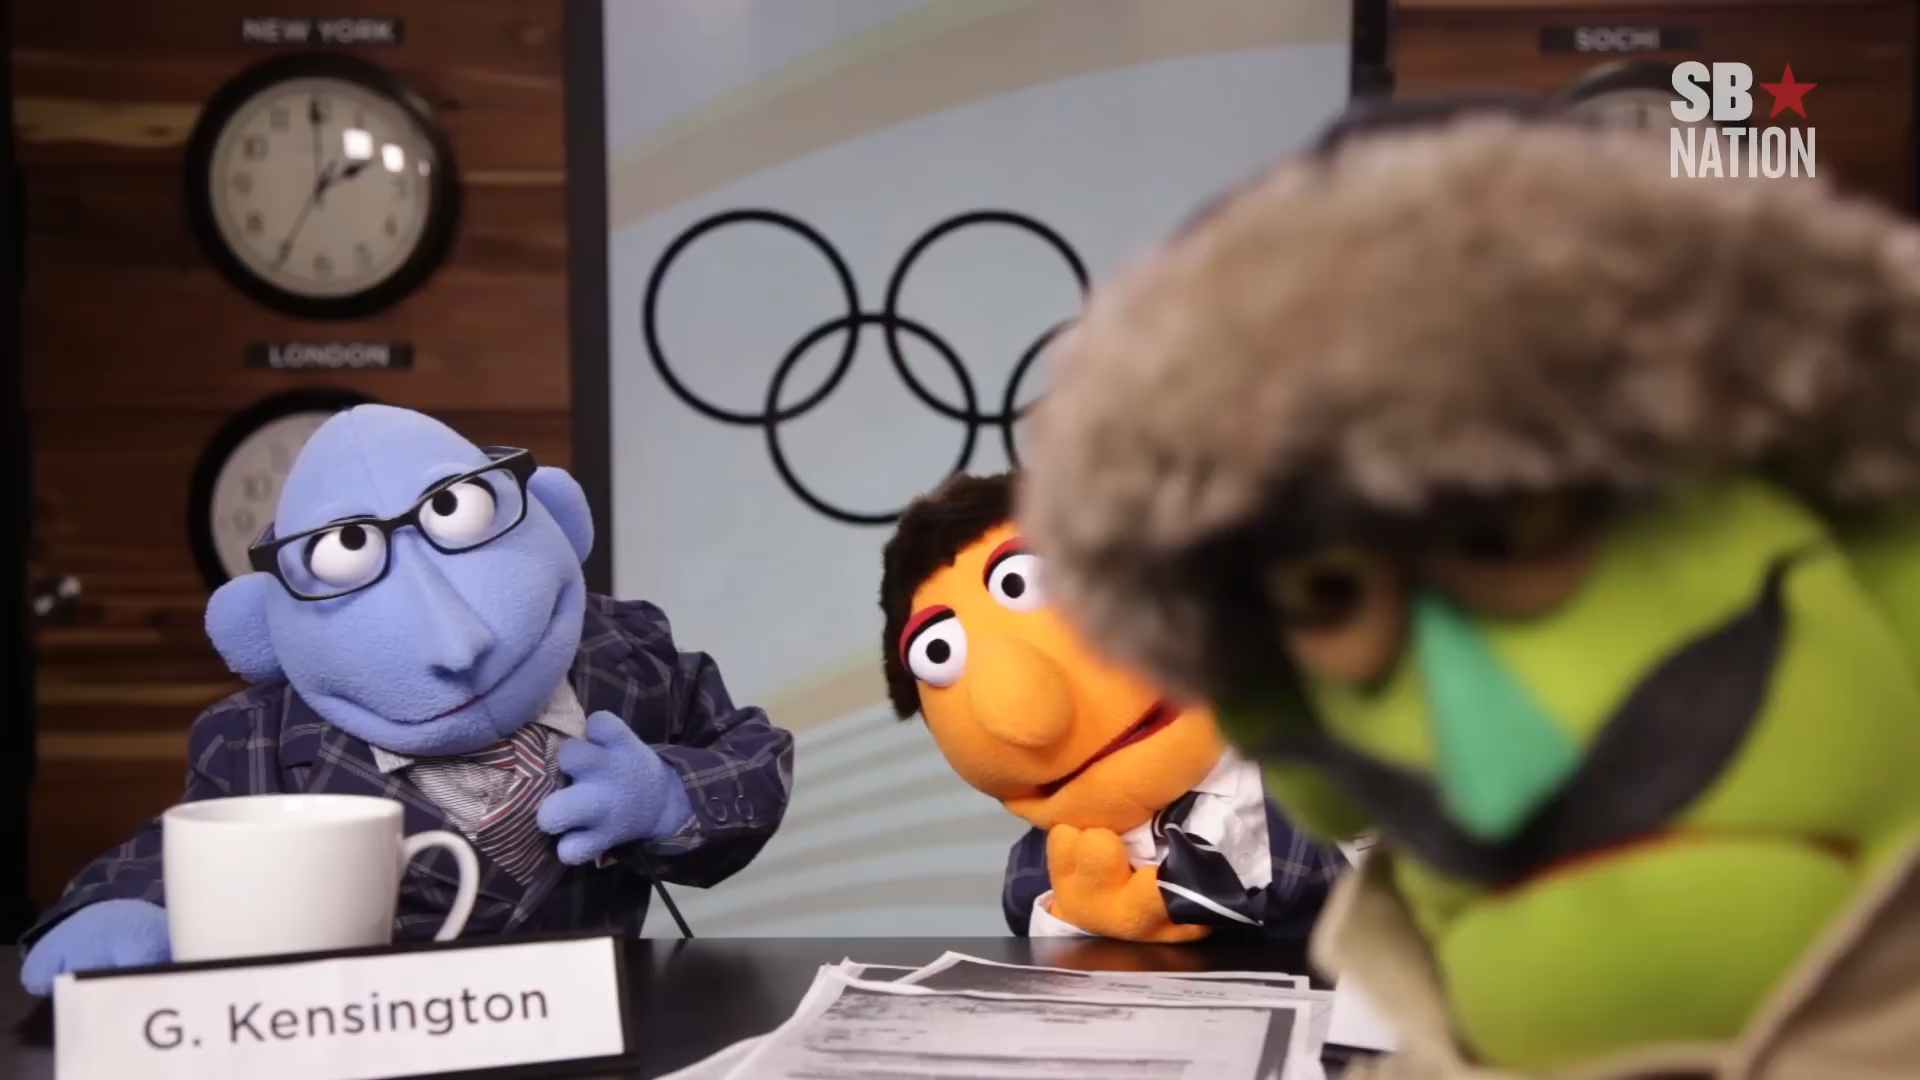 NEW YORK
SOCHI
SB
NATION
LONDON
G. Kensington